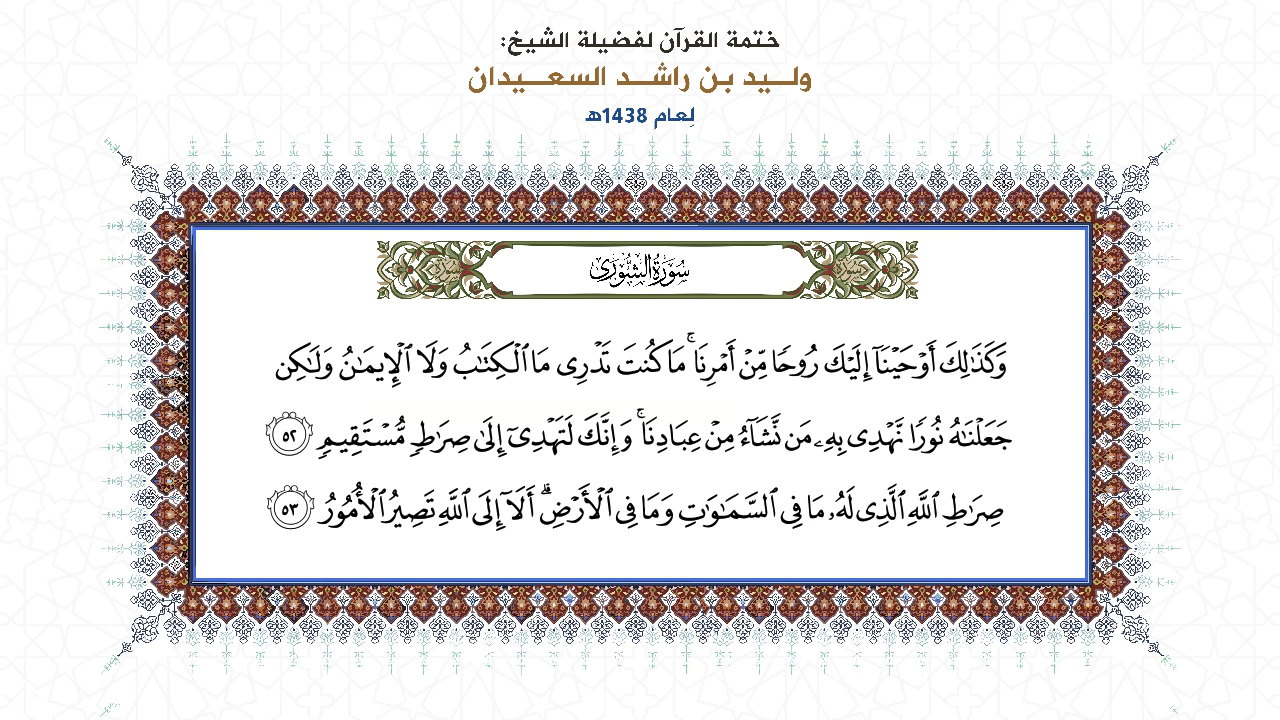 ختمة القرآن لفضيلة الشيخ:
وليد بن راشد السعيدان
لعام 1438هـ
سُورَةُ الشُّورَىٰ
وَكَذَٰلِكَ أَوْحَيْنَآ إِلَيْكَ رُوحًا مِّنْ أَمْرِنَا ۚ مَا كُنتَ تَدْرِى مَا ٱلْكِتَٰبُ وَلَا ٱلْإِيمَٰنُ وَلَٰكِن
جَعَلْنَٰهُ نُورًا نَّهْدِى بِهِۦ مَن نَّشَآءُ مِنْ عِبَادِنَا ۚ وَإِنَّكَ لَتَهْدِىٓ إِلَىٰ صِرَٰطٍ مُّسْتَقِيمٍ ٥٢
صِرَٰطِ ٱللَّهِ ٱلَّذِى لَهُۥ مَا فِى ٱلسَّمَٰوَٰتِ وَمَا فِى ٱلْأَرْضِ ۗ أَلَآ إِلَى ٱللَّهِ تَصِيرُ ٱلْأُمُورُ ٥٣